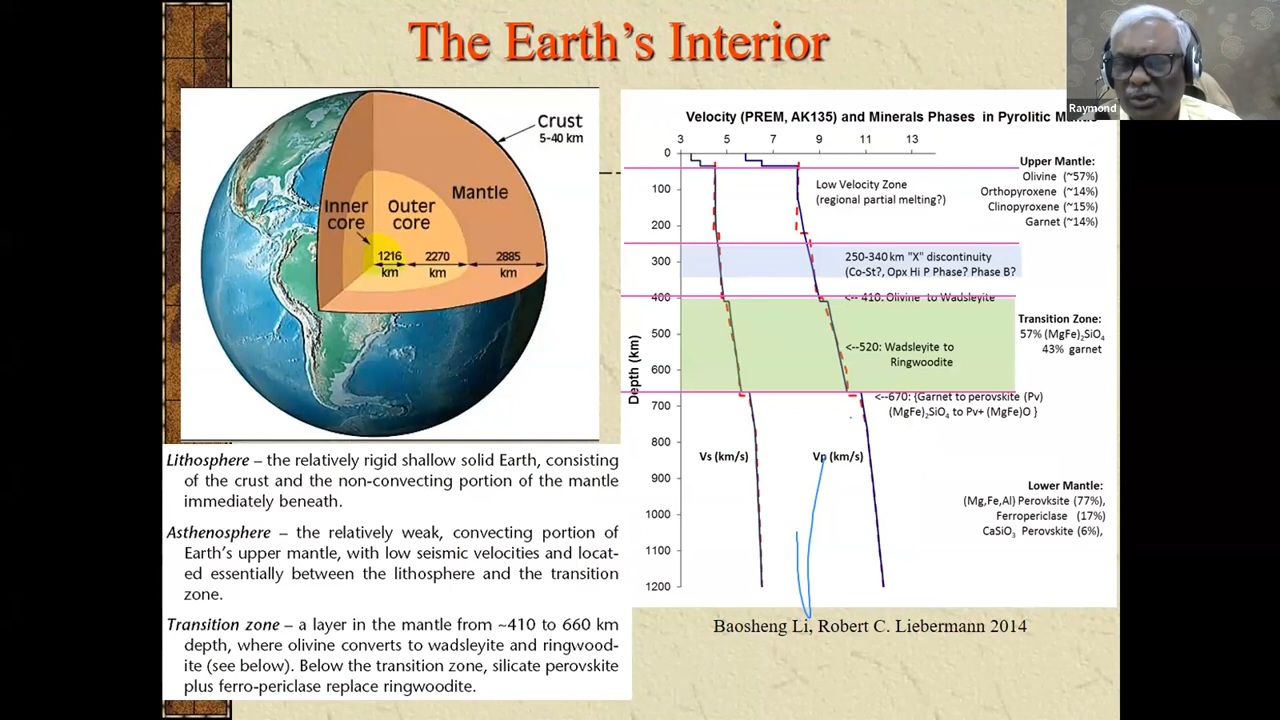 The Earth's Interior
Raymond
Crust
5-40 km
Mantle
Inner
core
Outer
core
1216
km
2270
km
2885
km
Lithosphere – the relatively rigid shallow solid Earth, consisting
of the crust and the non-convecting portion of the mantle
immediately beneath.
Asthenosphere – the relatively weak, convecting portion of
Earth's upper mantle, with low seismic velocities and locat-
ed essentially between the lithosphere and the transition
zone.
Transition zone – a layer in the mantle from ~410 to 660 km
depth, where olivine converts to wadsleyite and ringwood-
ite (see below). Below the transition zone, silicate perovskite
plus ferro-periclase replace ringwoodite.
Velocity (PREM, AK135) and Minerals Phases in Pyrolitic
3 5 7 9 11 13
0
100
200
300
400
500
600
700
800
900
1000
1100
1200
Depth (km)
Low Velocity Zone
(regional partial melting?)
250-340 km "X" discontinuity
(Co-St?, Opx Hi P Phase? Phase B?
<-- 410: Olivine to Wadsleyite
<--520: Wadsleyite to
Ringwoodite
<--670: {Garnet to perovskite (Pv)
(MgFe)₂SiO₄ to Pv+ (MgFe)O }
Vs (km/s)
Vp (km/s)
Upper Mantle:
Olivine (~57%)
Orthopyroxene (~14%)
Clinopyroxene (~15%)
Garnet (~14%)
Transition Zone:
57% (MgFe)₂SiO₄
43% garnet
Lower Mantle:
(Mg,Fe,Al) Perovksite (77%)
Ferropericlase (17%)
CaSiO₃ Perovskite (6%),
Baosheng Li, Robert C. Liebermann 2014